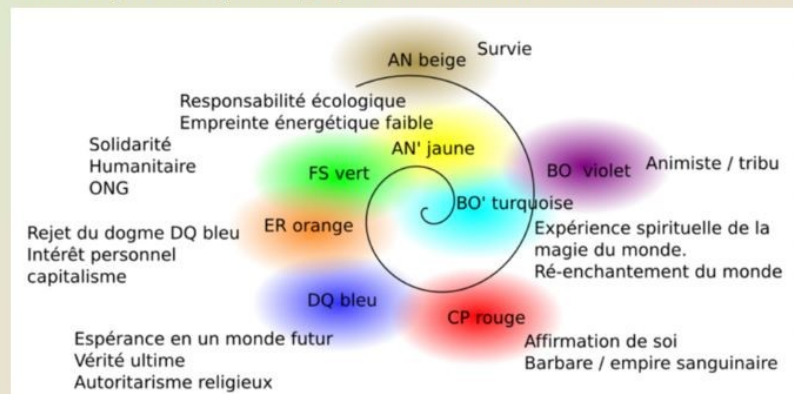 AN beige
Survie
Responsabilité écologique
Empreinte énergétique faible
AN' jaune
Solidarité
Humanitaire
ONG
FS vert
BO violet
Animiste / tribu
BO' turquoise
ER orange
Rejet du dogme DQ bleu
Intérêt personnel
capitalisme
Expérience spirituelle de la
magie du monde.
Ré-enchantement du monde
DQ bleu
CP rouge
Espérance en un monde futur
Vérité ultime
Autoritarisme religieux
Affirmation de soi
Barbare / empire sanguinaire